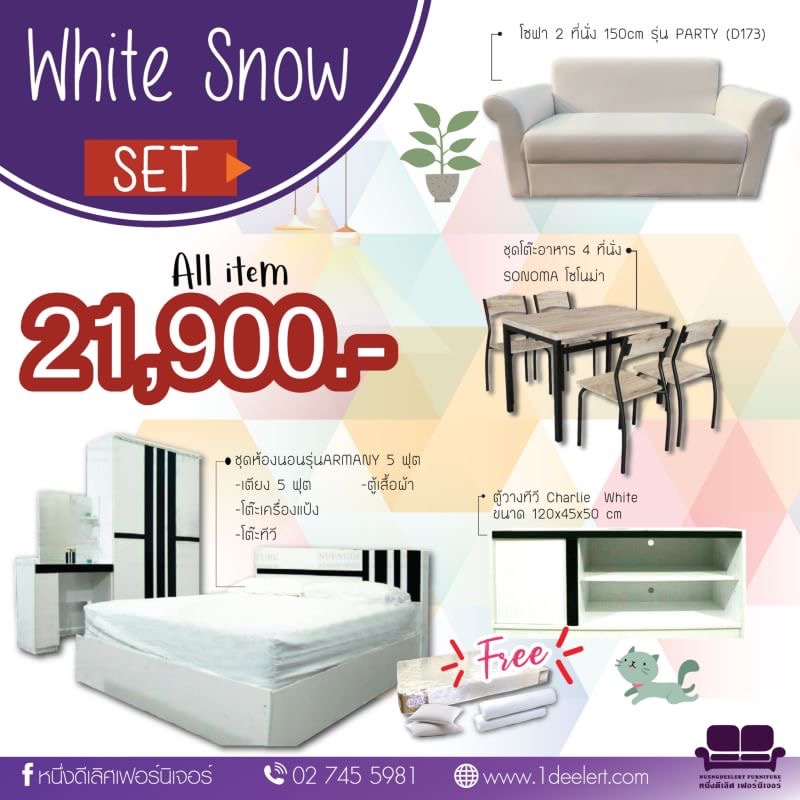 White Snow
SET
โซฟา 2 ที่นั่ง 150cm รุ่น PARTY (D173)
All item
21,900.-
ชุดโต๊ะอาหาร 4 ที่นั่ง
SONOMA โซโนม่า
ชุดห้องนอนรุ่นARMANY 5 ฟุต
-เตียง 5 ฟุต -ตู้เสื้อผ้า
-โต๊ะเครื่องแป้ง
-โต๊ะทีวี
ตู้วางทีวี Charlie White
ขนาด 120x45x50 cm
Free
หนึ่งดีเลิศเฟอร์นิเจอร์
02 745 5981
www.1deelert.com
NUENGDEELERT FURNITURE
หนึ่งดีเลิศ เฟอร์นิเจอร์